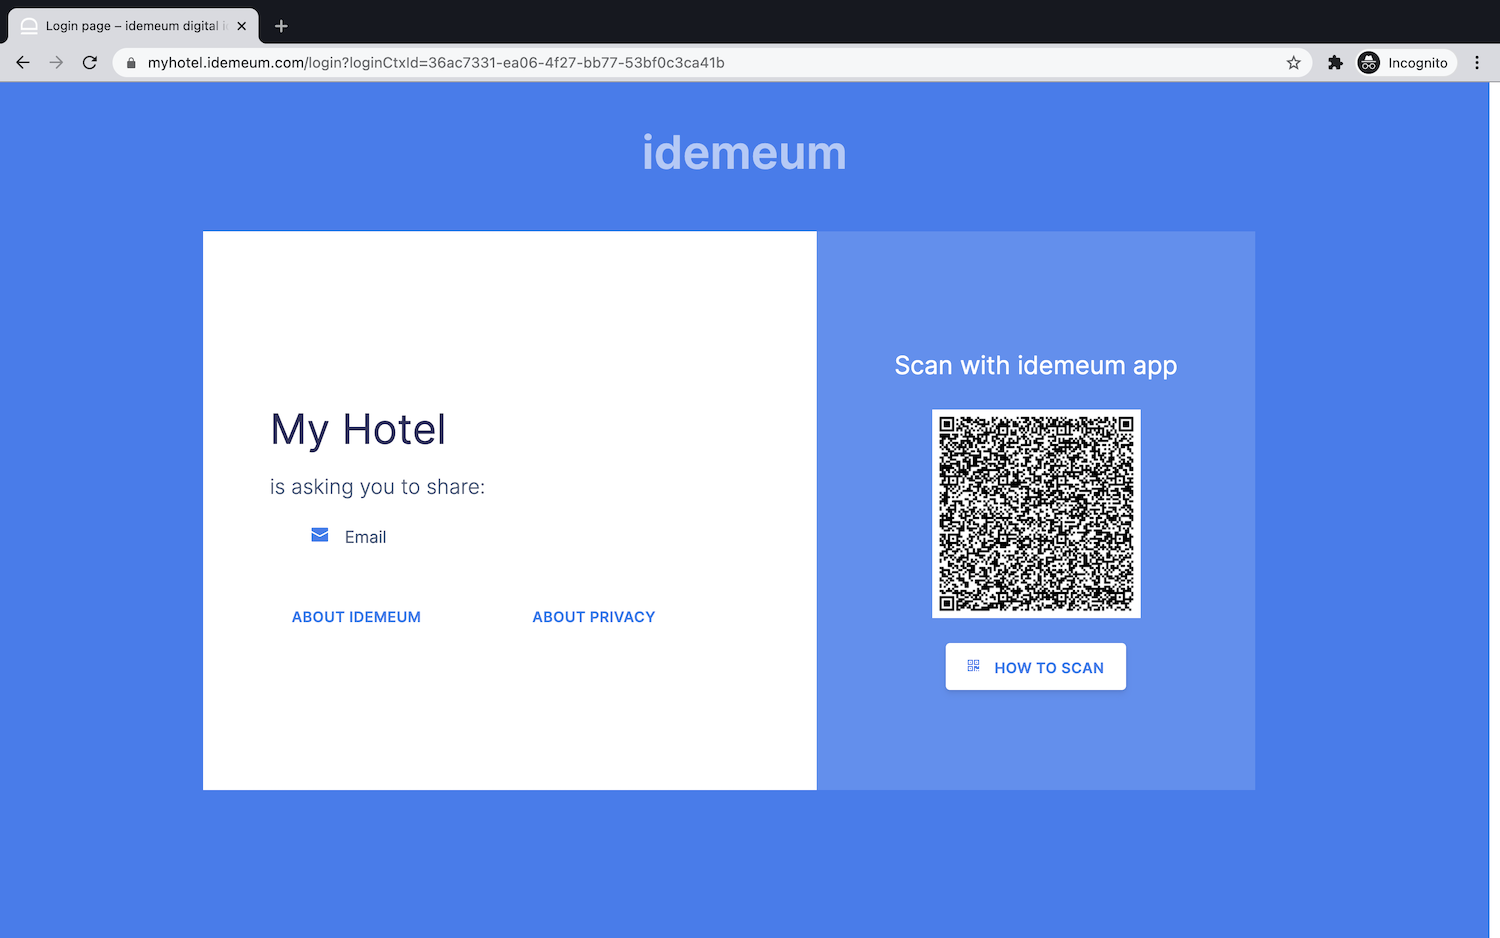 Login page – idemeum digital
myhotel.idemeum.com/login?loginCtxId=36ac7331-ea06-4f27-bb77-53bf0c3ca41b
Incognito
idemeum
My Hotel
is asking you to share:
Email
ABOUT IDEMEUM
ABOUT PRIVACY
Scan with idemeum app
HOW TO SCAN